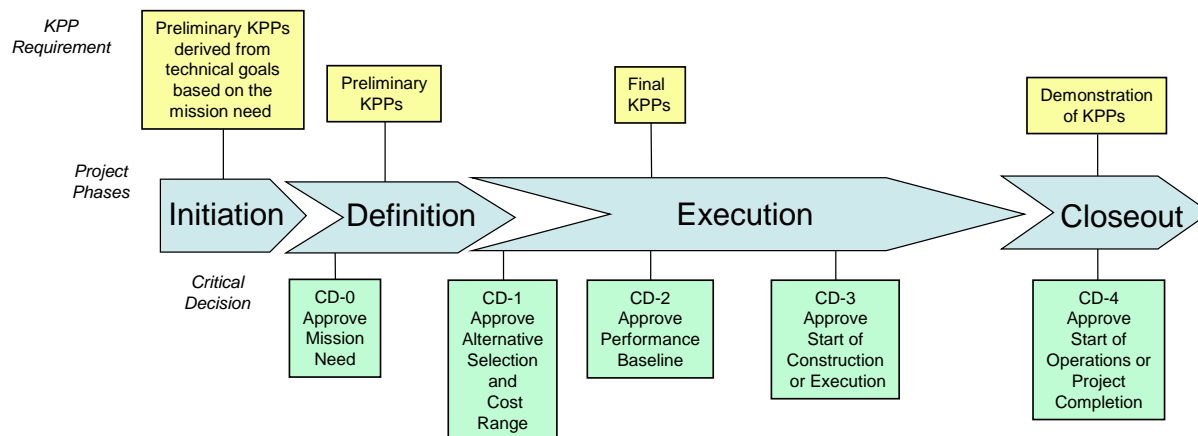 KPP
Requirement
Preliminary KPPs
derived from
technical goals
based on the
mission need
Preliminary
KPPs
Final
KPPs
Demonstration
of KPPs
Project
Phases
Initiation
Definition
Execution
Closeout
Critical
Decision
CD-0
Approve
Mission
Need
CD-1
Approve
Alternative
Selection
and
Cost
Range
CD-2
Approve
Performance
Baseline
CD-3
Approve
Start of
Construction
or Execution
CD-4
Approve
Start of
Operations or
Project
Completion